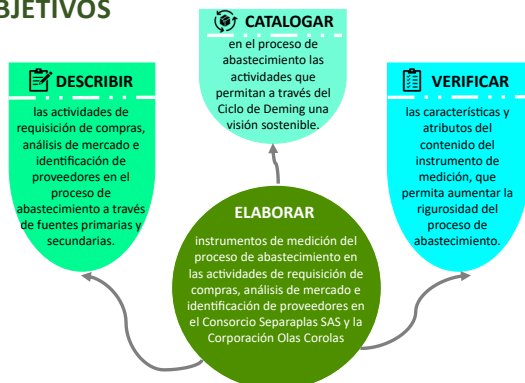 BJETIVOS
CATALOGAR
en el proceso de
abastecimiento las
actividades que
permitan a través del
Ciclo de Deming una
visión sostenible.
DESCRIBIR
las actividades de
requisición de compras,
análisis de mercado e
identificación de
proveedores en el
proceso de
abastecimiento a través
de fuentes primarias y
secundarias.
VERIFICAR
las características y
atributos del
contenido del
instrumento de
medición, que
permita aumentar la
rigurosidad del
proceso de
abastecimiento.
ELABORAR
instrumentos de medición del
proceso de abastecimiento en
las actividades de requisición de
compras, análisis de mercado e
identificación de proveedores en
el Consorcio Separaplas SAS y la
Corporación Olas Corolas